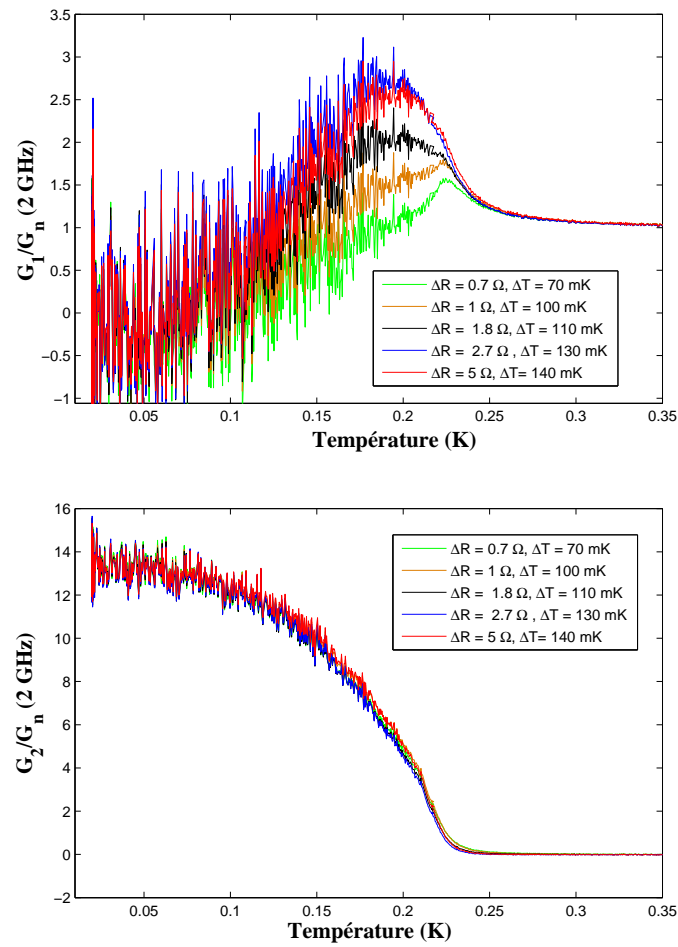 3.5
3
2.5
2
1.5
1
0.5
0
−0.5
−1
G1/Gn (2 GHz)
ΔR = 0.7 Ω, ΔT = 70 mK
ΔR = 1 Ω, ΔT = 100 mK
ΔR = 1.8 Ω, ΔT = 110 mK
ΔR = 2.7 Ω , ΔT = 130 mK
ΔR = 5 Ω, ΔT = 140 mK
0.05 0.1 0.15 0.2 0.25 0.3 0.35
Température (K)
16
14
12
10
8
6
4
2
0
−2
G2/Gn (2 GHz)
ΔR = 0.7 Ω, ΔT = 70 mK
ΔR = 1 Ω, ΔT = 100 mK
ΔR = 1.8 Ω, ΔT = 110 mK
ΔR = 2.7 Ω , ΔT = 130 mK
ΔR = 5 Ω, ΔT= 140 mK
0.05 0.1 0.15 0.2 0.25 0.3 0.35
Température (K)